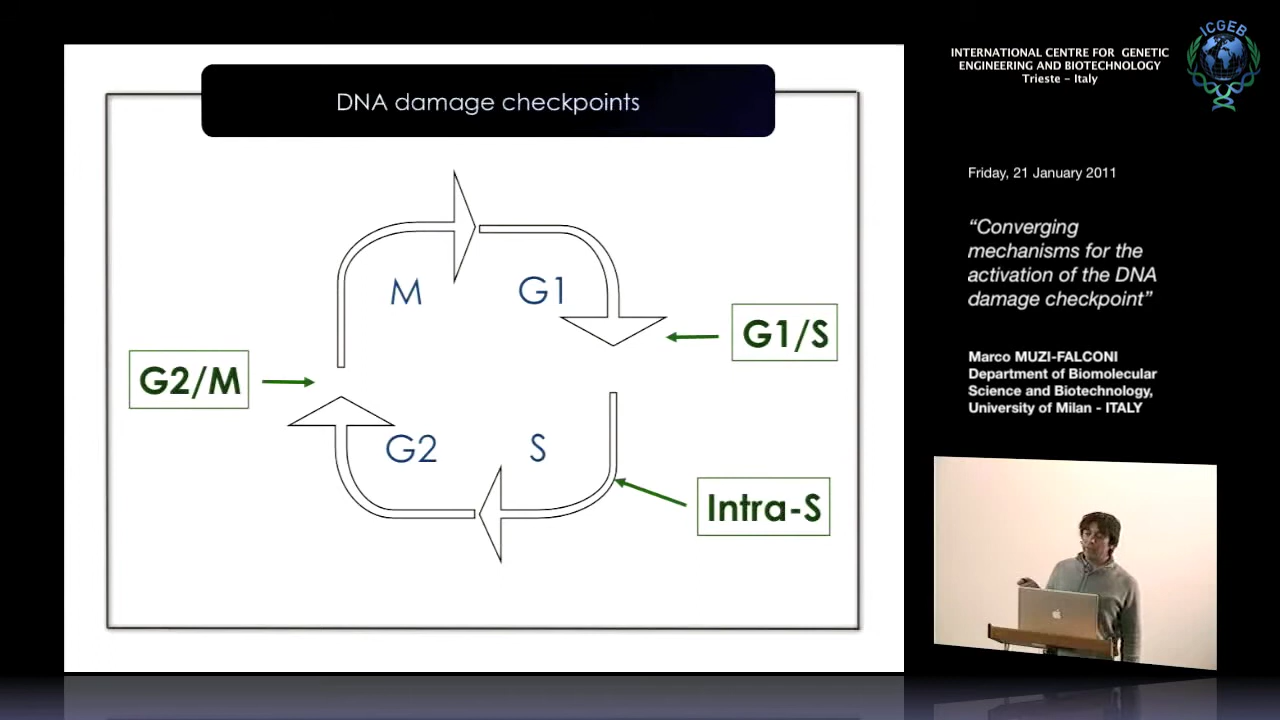 DNA damage checkpoints
M
G1
G1/S
G2/M
G2
S
Intra-S
ICGEB
INTERNATIONAL CENTRE FOR GENETIC
ENGINEERING AND BIOTECHNOLOGY
Trieste - Italy
Friday, 21 January 2011
“Converging
mechanisms for the
activation of the DNA
damage checkpoint”
Marco MUZI-FALCONI
Department of Biomolecular
Science and Biotechnology,
University of Milan - ITALY